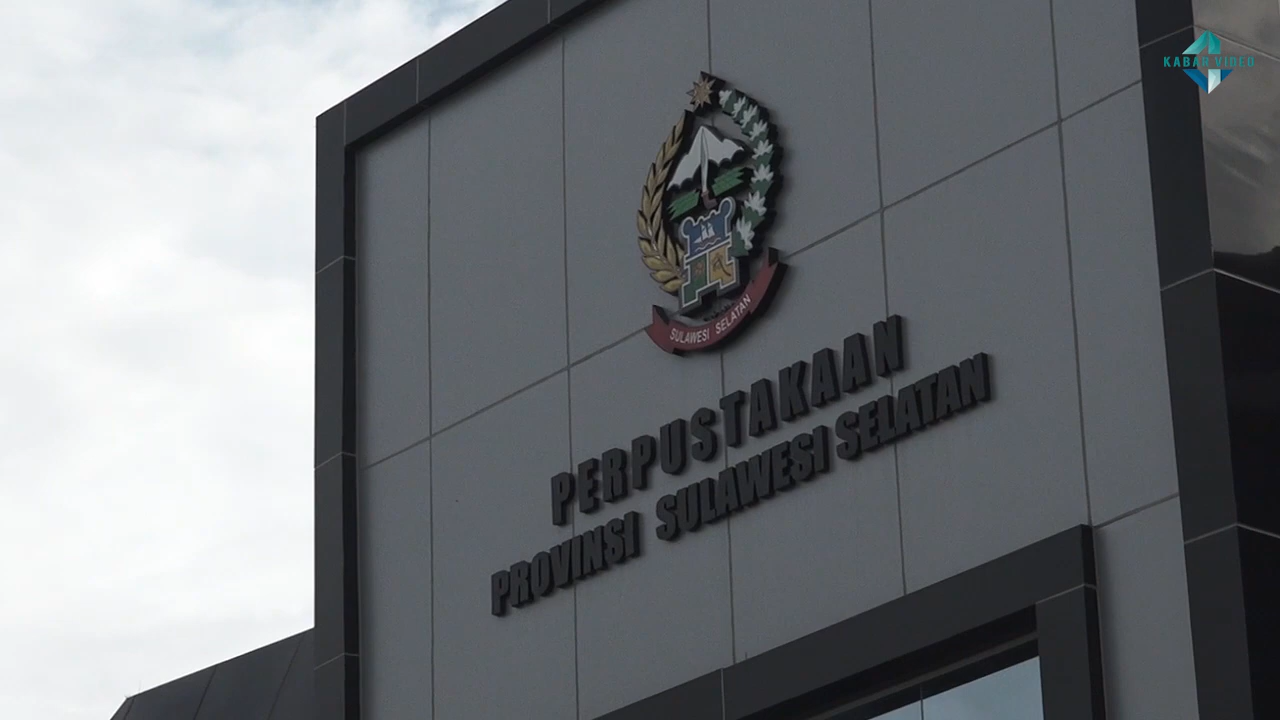 KABAR VIDEO
SULAWESI SELATAN
PERPUSTAKAAN
PROVINSI SULAWESI SELATAN